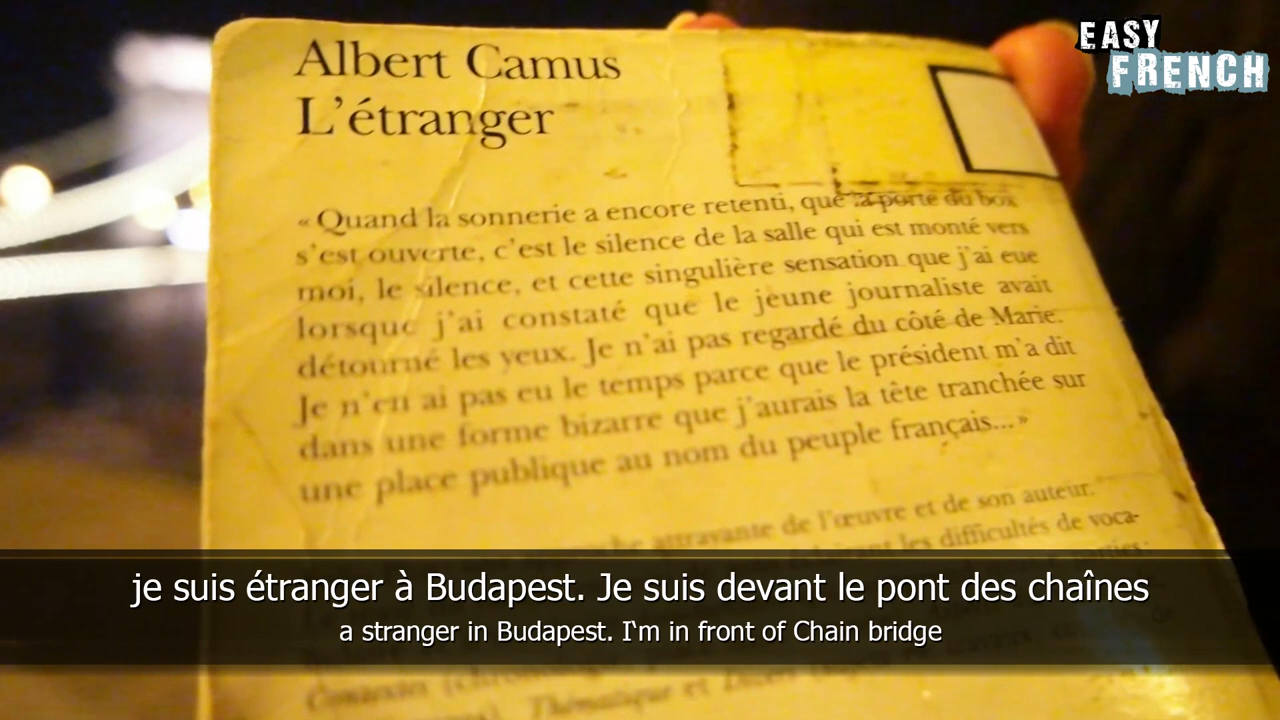 EASY
FRENCH
Albert Camus
L'étranger
« Quand la sonnerie a encore retenti, que la porte du box
s'est ouverte, c'est le silence de la salle qui est monté vers
moi, le silence, et cette singulière sensation que j'ai eue
lorsque j'ai constaté que le jeune journaliste avait
détourné les yeux. Je n'ai pas regardé du côté de Marie.
Je n'en ai pas eu le temps parce que le président m'a dit
dans une forme bizarre que j'aurais la tête tranchée sur
une place publique au nom du peuple français... »
attrayante de l'œuvre et de son auteur.
les difficultés de voca-
je suis étranger à Budapest. Je suis devant le pont des chaînes
a stranger in Budapest. I'm in front of Chain bridge
Thématique et